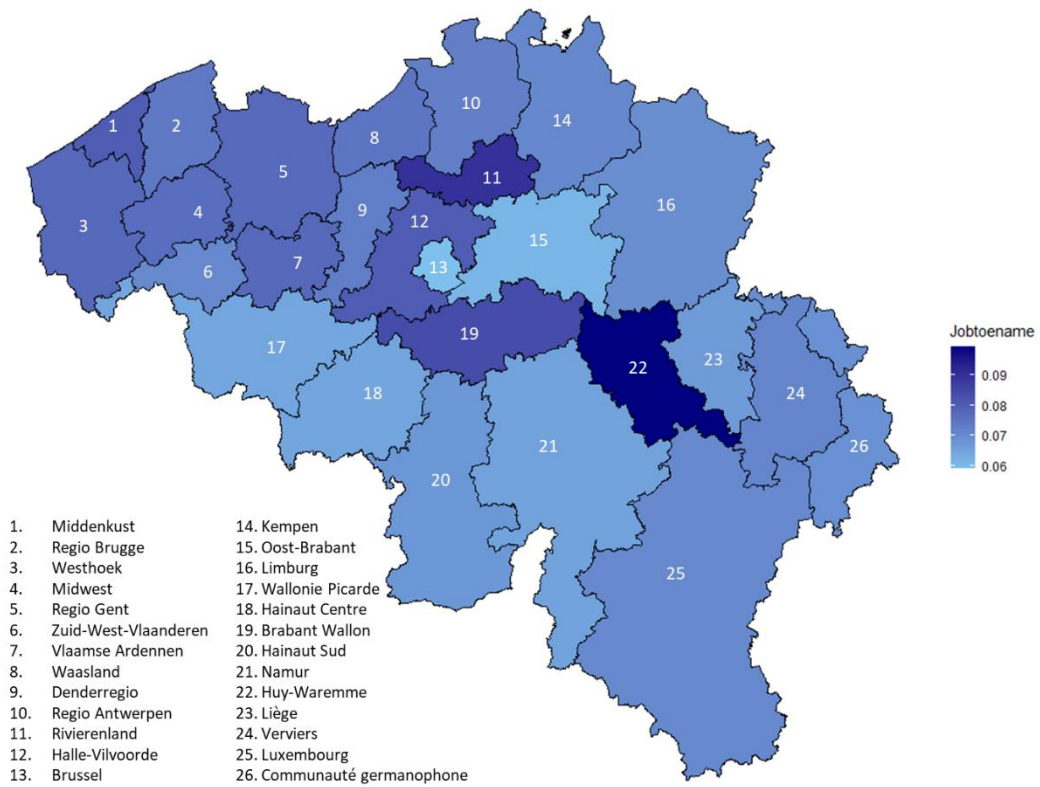 1
2
3
4
5
6
7
8
9
10
11
12
13
14
15
16
17
18
19
20
21
22
23
24
25
26
Jobtoename
0.09
0.08
0.07
0.06
1. Middenkust
2. Regio Brugge
3. Westhoek
4. Midwest
5. Regio Gent
6. Zuid-West-Vlaanderen
7. Vlaamse Ardennen
8. Waasland
9. Denderregio
10. Regio Antwerpen
11. Rivierenland
12. Halle-Vilvoorde
13. Brussel
14. Kempen
15. Oost-Brabant
16. Limburg
17. Wallonie Picarde
18. Hainaut Centre
19. Brabant Wallon
20. Hainaut Sud
21. Namur
22. Huy-Waremme
23. Liège
24. Verviers
25. Luxembourg
26. Communauté germanophone